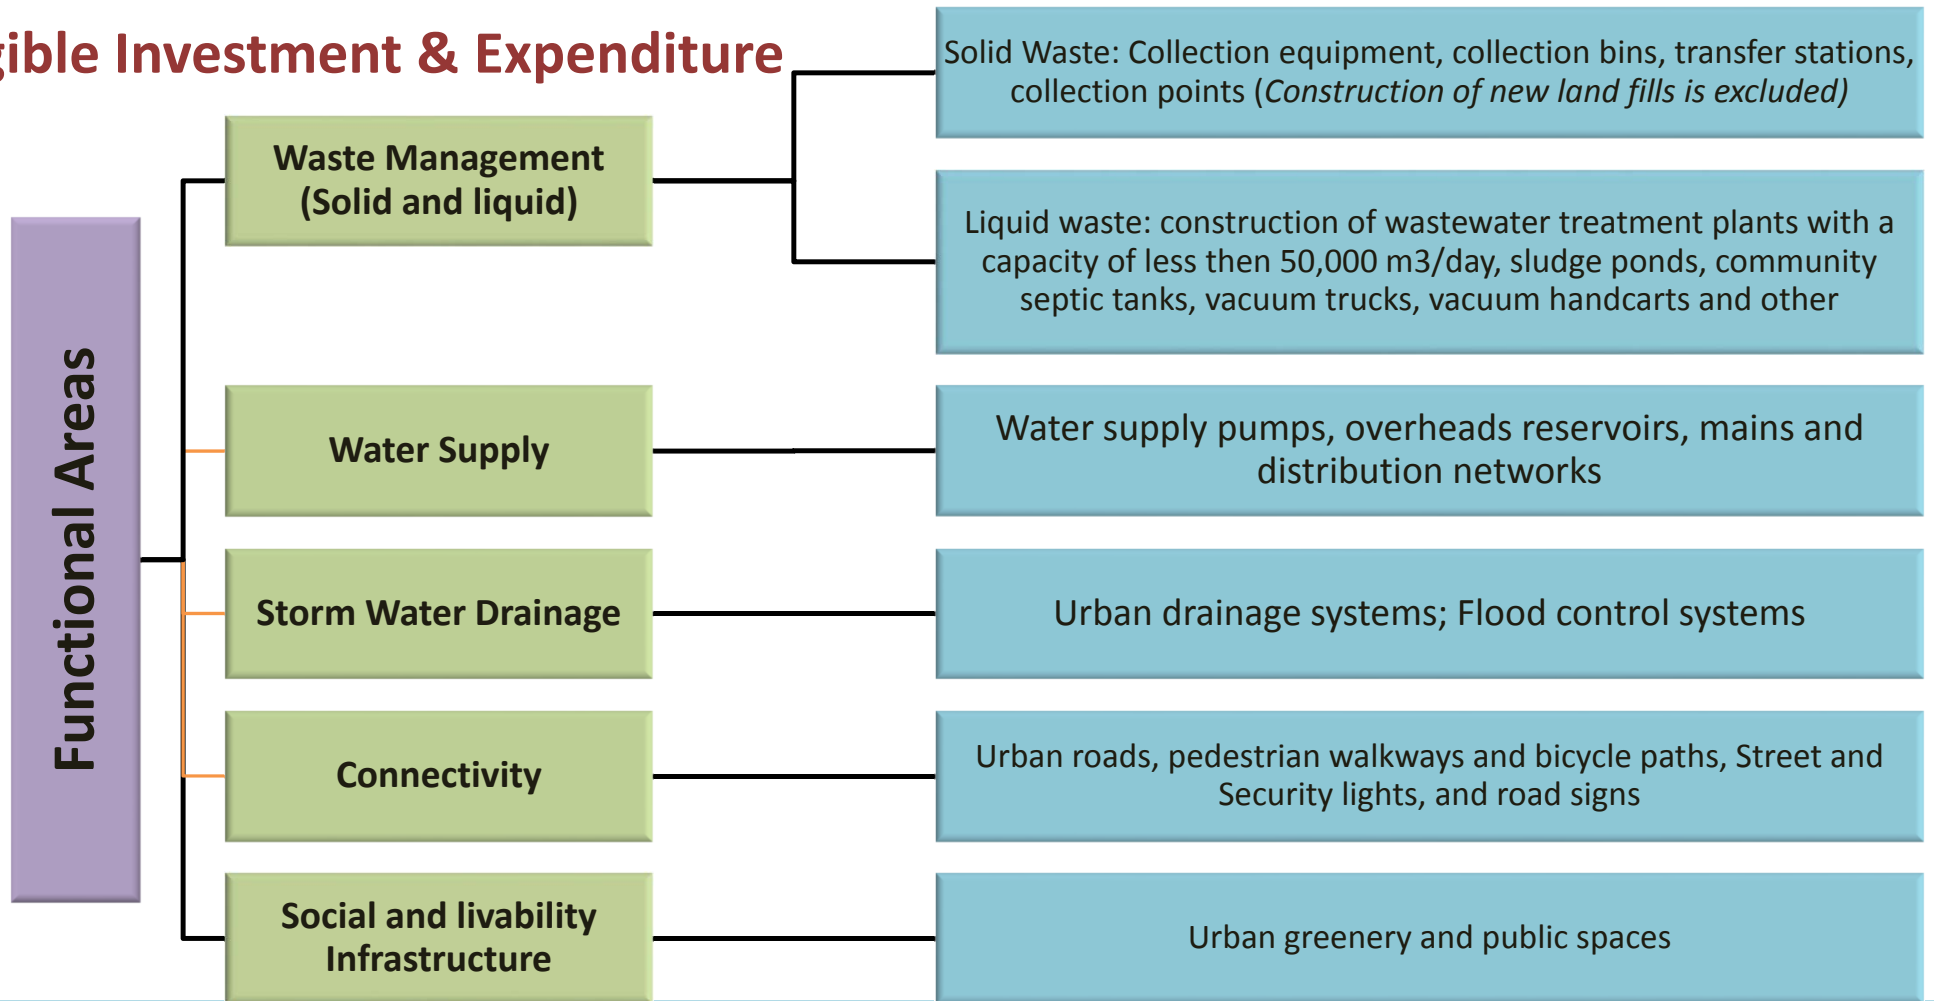 gible Investment & Expenditure
Functional Areas
Waste Management
(Solid and liquid)
Solid Waste: Collection equipment, collection bins, transfer stations,
collection points (Construction of new land fills is excluded)
Liquid waste: construction of wastewater treatment plants with a
capacity of less then 50,000 m3/day, sludge ponds, community
septic tanks, vacuum trucks, vacuum handcarts and other
Water Supply
Water supply pumps, overheads reservoirs, mains and
distribution networks
Storm Water Drainage
Urban drainage systems; Flood control systems
Connectivity
Urban roads, pedestrian walkways and bicycle paths, Street and
Security lights, and road signs
Social and livability
Infrastructure
Urban greenery and public spaces